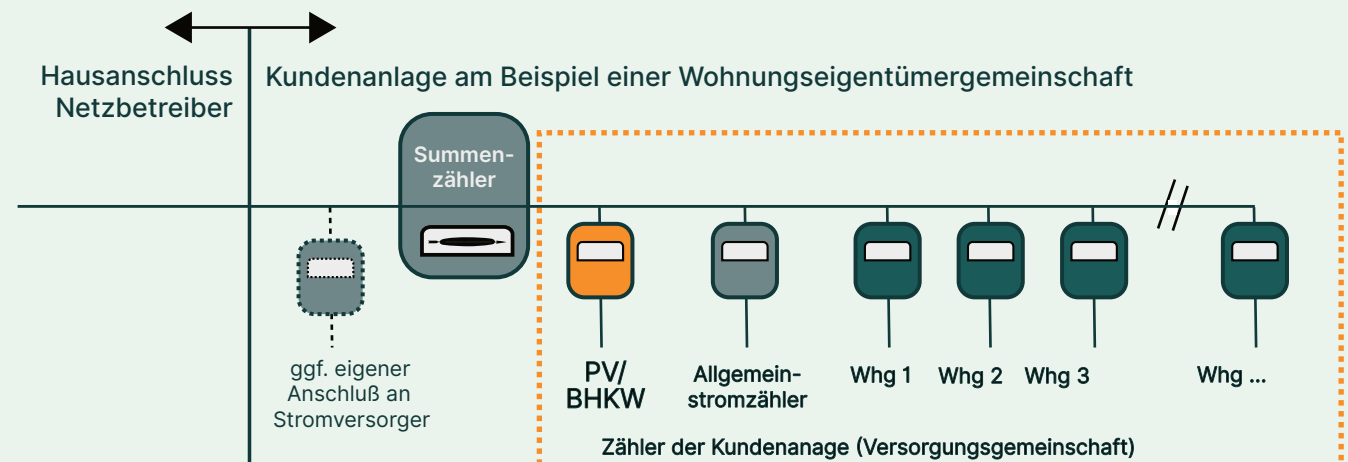 Hausanschluss
Netzbetreiber
Kundenanlage am Beispiel einer Wohnungseigentümergemeinschaft
Summen-
zähler
ggf. eigener
Anschluß an
Stromversorger
PV/
BHKW
Allgemein-
stromzähler
Whg 1
Whg 2
Whg 3
Whg ...
Zähler der Kundenanage (Versorgungsgemeinschaft)